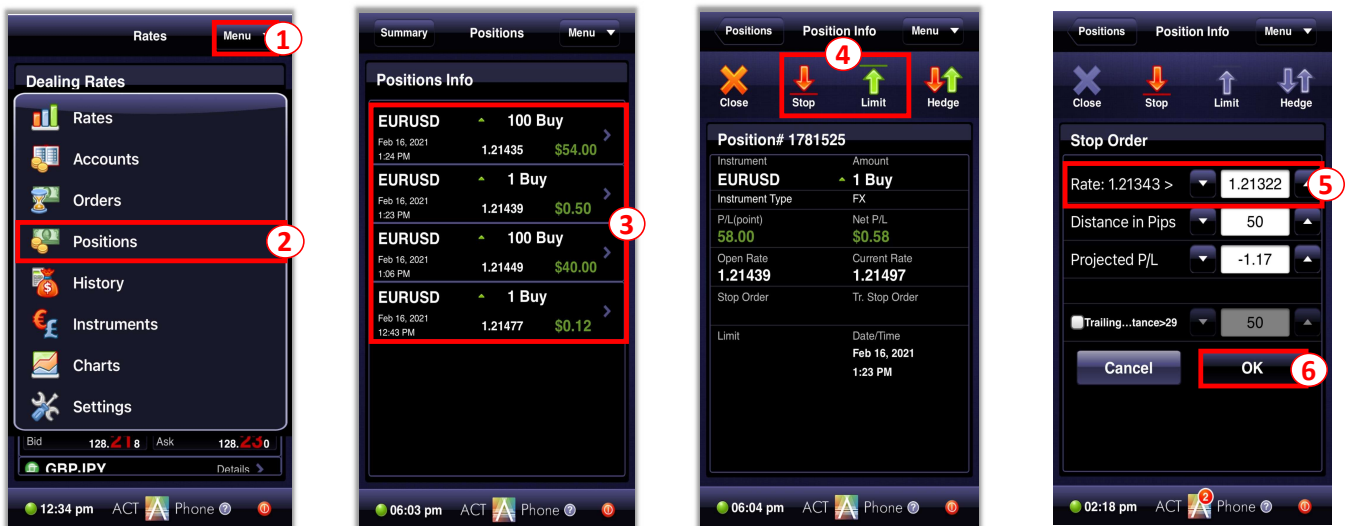 Rates
Menu
1
Dealing Rates
Rates
Accounts
Orders
Positions
2
History
Instruments
Charts
Settings
Bid 128.218 Ask 128.230
GBPJPY Details
12:34 pm ACT Phone ?
Summary Positions Menu
Positions Info
EURUSD 100 Buy
Feb 16, 2021
1:24 PM 1.21435 $54.00
EURUSD 1 Buy
Feb 16, 2021
1:23 PM 1.21439 $0.50
3
EURUSD 100 Buy
Feb 16, 2021
1:06 PM 1.21449 $40.00
EURUSD 1 Buy
Feb 16, 2021
12:43 PM 1.21477 $0.12
06:03 pm ACT Phone ?
Positions Position Info Menu
4
Close Stop Limit Hedge
Position# 1781525
Instrument Amount
EURUSD 1 Buy
Instrument Type FX
P/L(point) Net P/L
58.00 $0.58
Open Rate Current Rate
1.21439 1.21497
Stop Order Tr. Stop Order
Limit Date/Time
Feb 16, 2021
1:23 PM
06:04 pm ACT Phone ?
Positions Position Info Menu
Close Stop Limit Hedge
Stop Order
Rate: 1.21343 > 1.21322
5
Distance in Pips 50
Projected P/L -1.17
Trailing...tance>29 50
Cancel OK
6
02:18 pm ACT 2 Phone ?